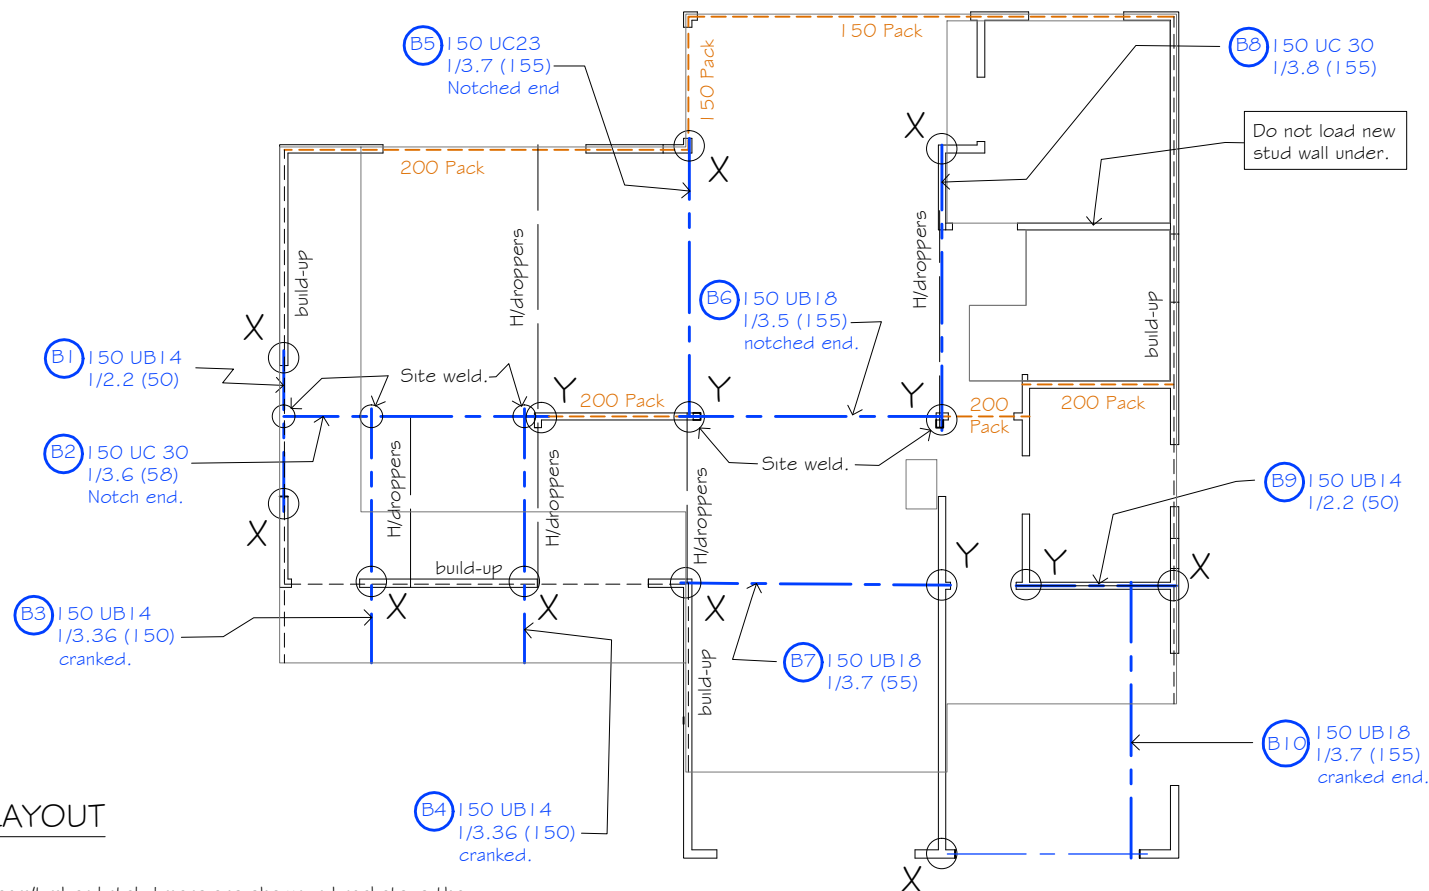 B5 150 UC23
1/3.7 (155)
Notched end
150 Pack
150 Pack
B8 150 UC 30
1/3.8 (155)
Do not load new
stud wall under.
X
X
200 Pack
build-up
H/droppers
H/droppers
build-up
B6 150 UB18
1/3.5 (155)
notched end.
X
B1 150 UB14
1/2.2 (50)
Site weld.
Y
200 Pack
Y
Y
200
Pack
200 Pack
B2 150 UC 30
1/3.6 (58)
Notch end.
Site weld.
H/droppers
H/droppers
H/droppers
B9 150 UB14
1/2.2 (50)
X
build-up
Y
Y
X
X
X
X
B3 150 UB14
1/3.36 (150)
cranked.
build-up
B7 150 UB18
1/3.7 (55)
B10 150 UB18
1/3.7 (155)
cranked end.
B4 150 UB14
1/3.36 (150)
cranked.
LAYOUT
X